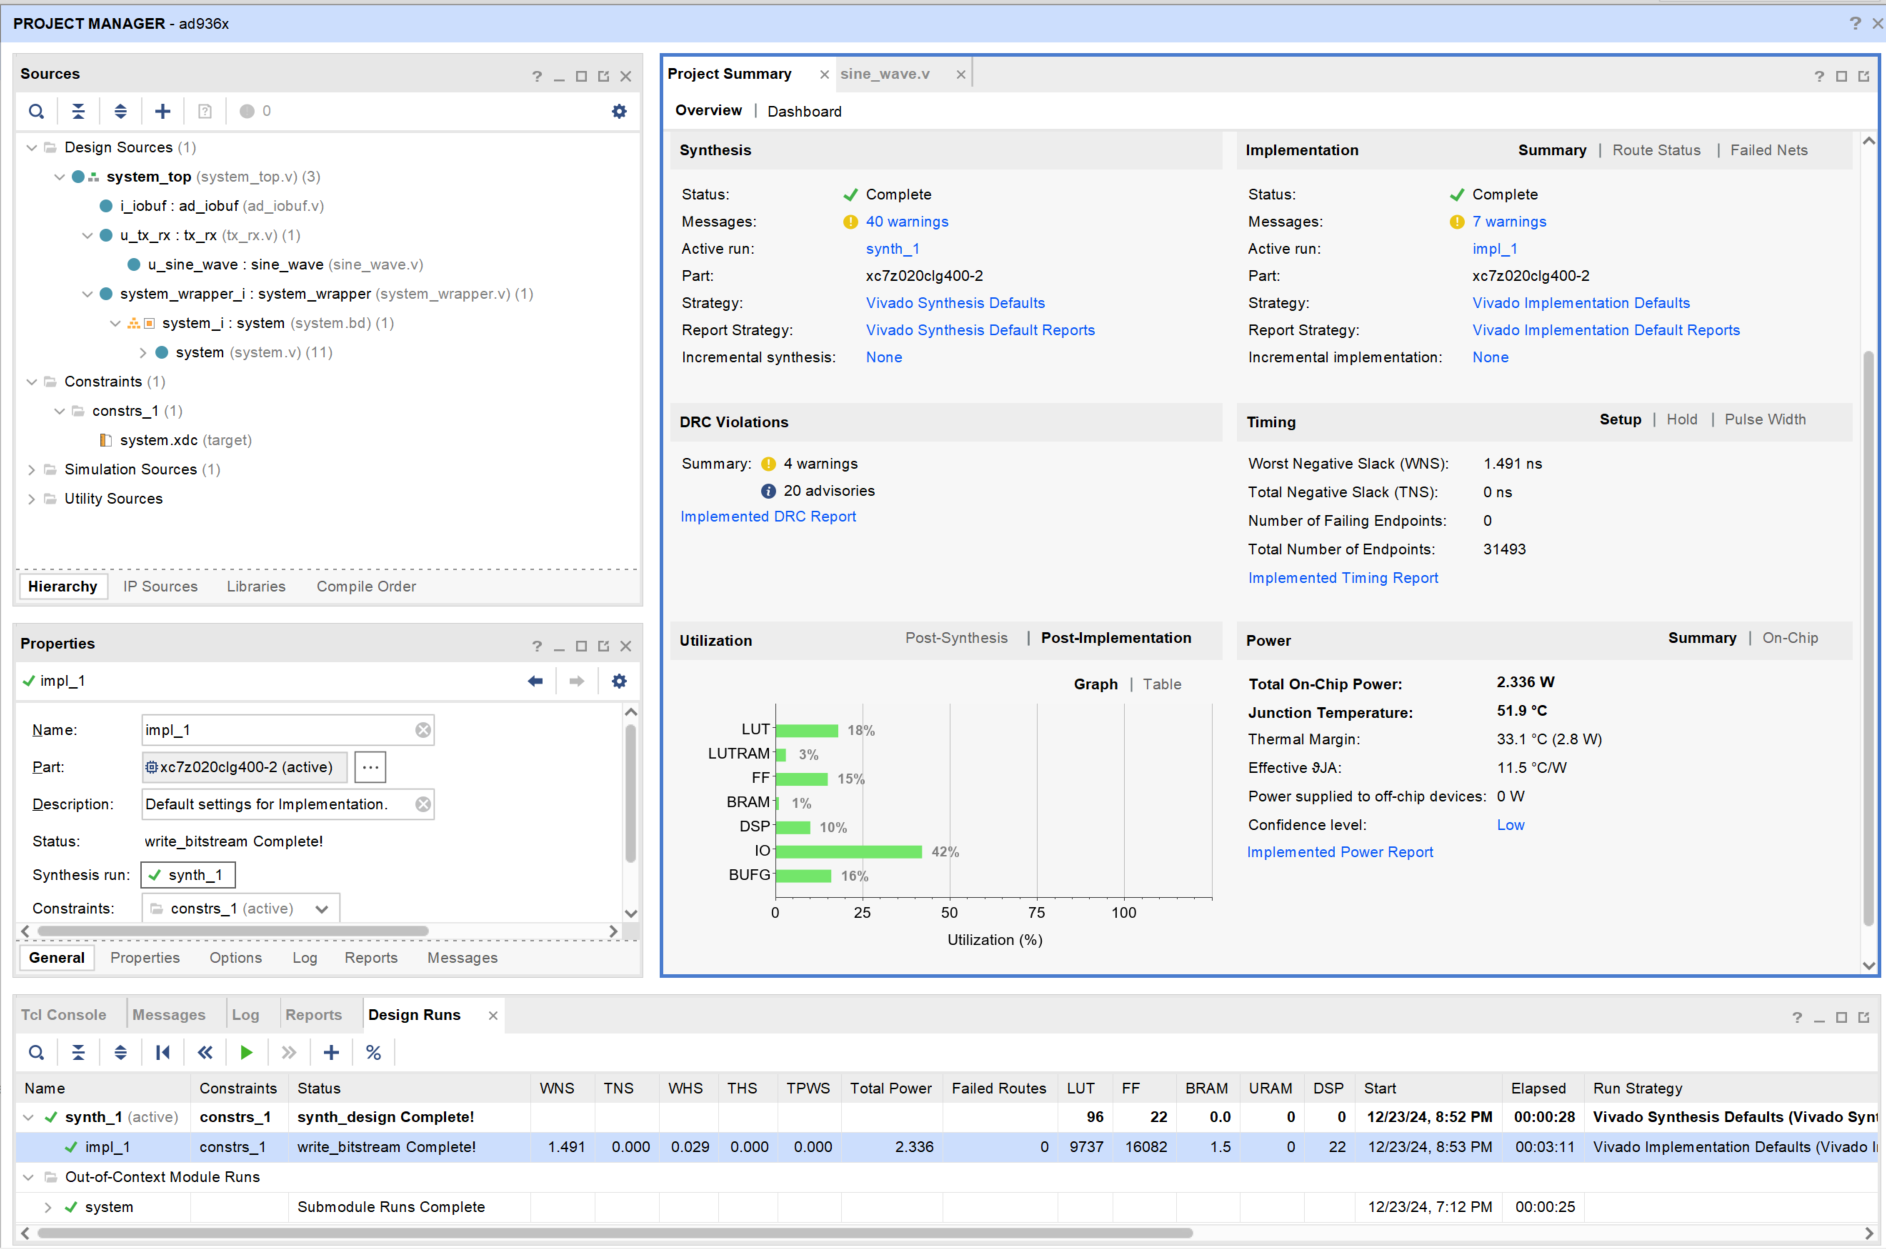 PROJECT MANAGER - ad936x
Sources
0
Design Sources (1)
system_top (system_top.v) (3)
i_iobuf : ad_iobuf (ad_iobuf.v)
u_tx_rx : tx_rx (tx_rx.v) (1)
u_sine_wave : sine_wave (sine_wave.v)
system_wrapper_i : system_wrapper (system_wrapper.v) (1)
system_i : system (system.bd) (1)
system (system.v) (11)
Constraints (1)
constrs_1 (1)
system.xdc (target)
Simulation Sources (1)
Utility Sources
Hierarchy IP Sources Libraries Compile Order
Properties
impl_1
Name: impl_1
Part: xc7z020clg400-2 (active) ...
Description: Default settings for Implementation.
Status: write_bitstream Complete!
Synthesis run: synth_1
Constraints: constrs_1 (active)
General Properties Options Log Reports Messages
Project Summary sine_wave.v
Overview | Dashboard
Synthesis
Status: Complete
Messages: 40 warnings
Active run: synth_1
Part: xc7z020clg400-2
Strategy: Vivado Synthesis Defaults
Report Strategy: Vivado Synthesis Default Reports
Incremental synthesis: None
Implementation Summary | Route Status | Failed Nets
Status: Complete
Messages: 7 warnings
Active run: impl_1
Part: xc7z020clg400-2
Strategy: Vivado Implementation Defaults
Report Strategy: Vivado Implementation Default Reports
Incremental implementation: None
DRC Violations
Summary: 4 warnings
20 advisories
Implemented DRC Report
Timing Setup | Hold | Pulse Width
Worst Negative Slack (WNS): 1.491 ns
Total Negative Slack (TNS): 0 ns
Number of Failing Endpoints: 0
Total Number of Endpoints: 31493
Implemented Timing Report
Utilization Post-Synthesis | Post-Implementation
Graph | Table
LUT 18%
LUTRAM 3%
FF 15%
BRAM 1%
DSP 10%
IO 42%
BUFG 16%
0 25 50 75 100
Utilization (%)
Power Summary | On-Chip
Total On-Chip Power: 2.336 W
Junction Temperature: 51.9 °C
Thermal Margin: 33.1 °C (2.8 W)
Effective ϑJA: 11.5 °C/W
Power supplied to off-chip devices: 0 W
Confidence level: Low
Implemented Power Report
Tcl Console Messages Log Reports Design Runs
Name Constraints Status WNS TNS WHS THS TPWS Total Power Failed Routes LUT FF BRAM URAM DSP Start Elapsed Run Strategy
synth_1 (active) constrs_1 synth_design Complete! 96 22 0.0 0 0 12/23/24, 8:52 PM 00:00:28 Vivado Synthesis Defaults (Vivado Synt
impl_1 constrs_1 write_bitstream Complete! 1.491 0.000 0.029 0.000 0.000 2.336 0 9737 16082 1.5 0 22 12/23/24, 8:53 PM 00:03:11 Vivado Implementation Defaults (Vivado I
Out-of-Context Module Runs
system Submodule Runs Complete 12/23/24, 7:12 PM 00:00:25